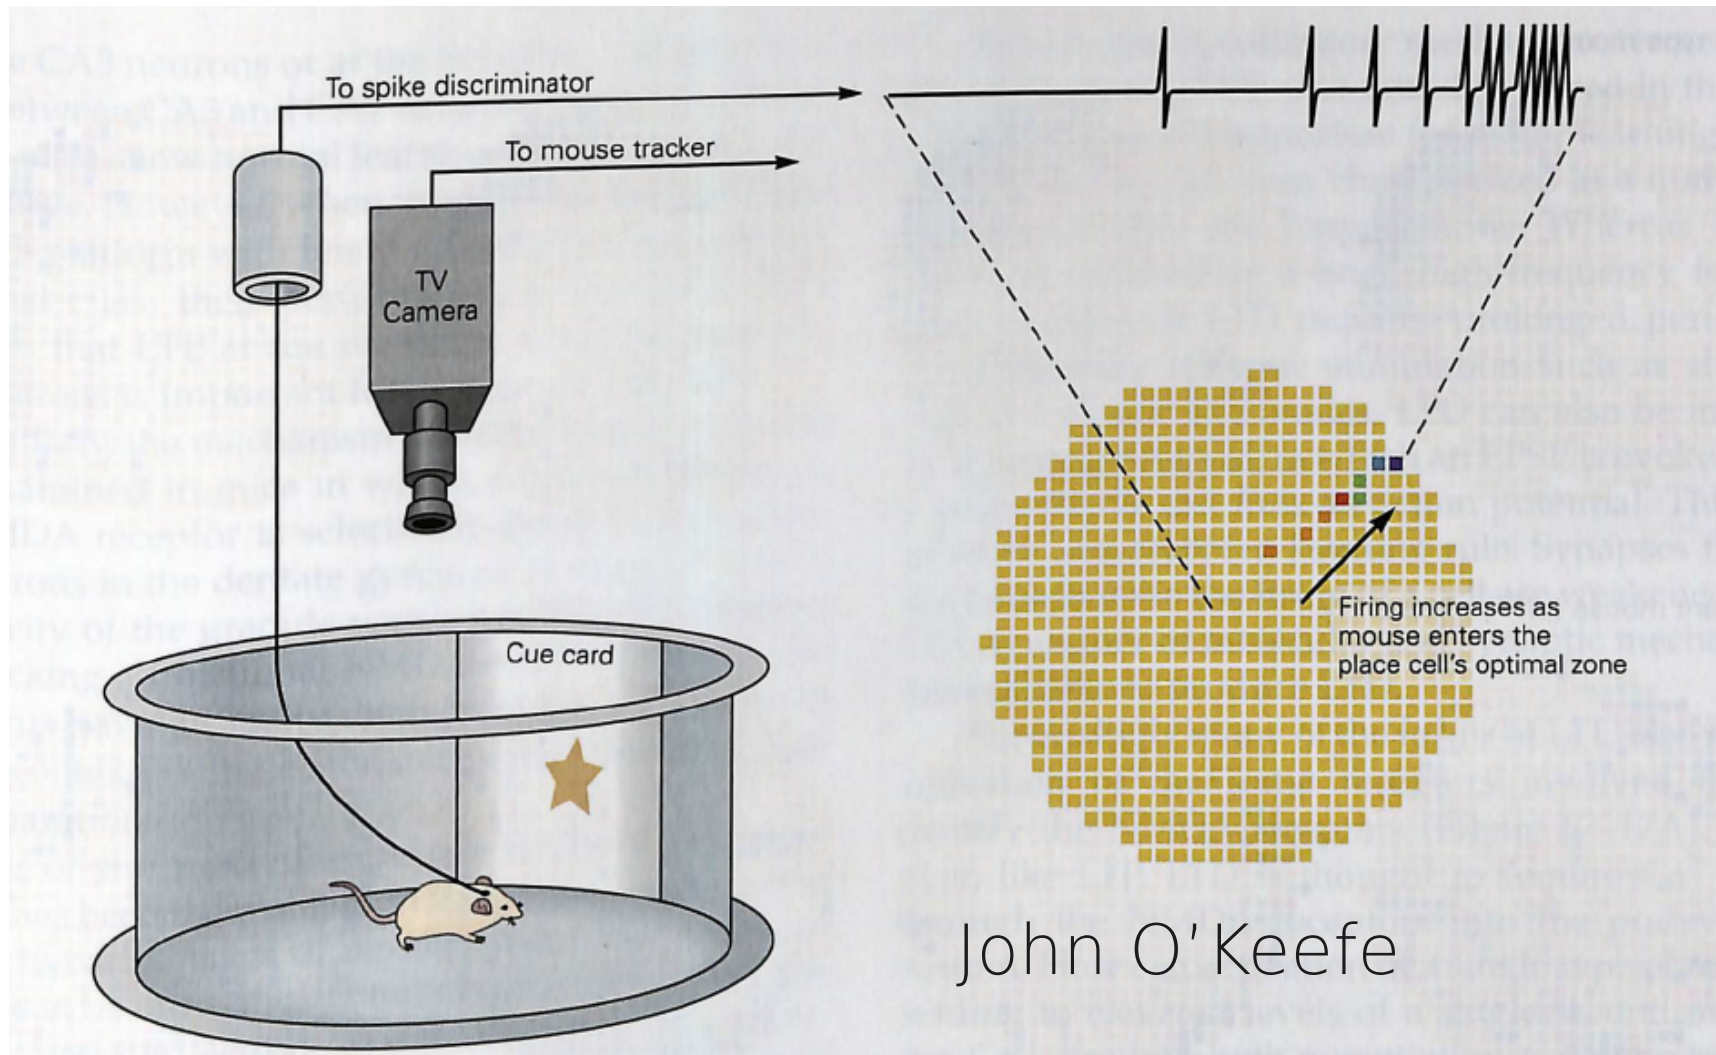 To spike discriminator
To mouse tracker
TV
Camera
Cue card
Firing increases as
mouse enters the
place cell's optimal zone
John O'Keefe